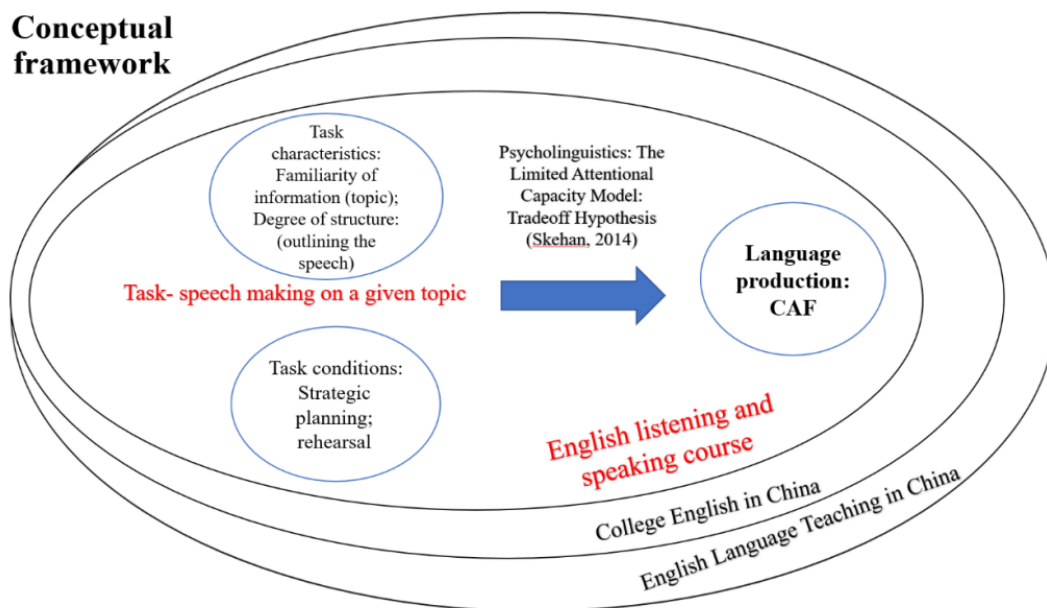 Conceptual
framework
Task
characteristics:
Familiarity of
information (topic);
Degree of structure:
(outlining the
speech)
Task- speech making on a given topic
Task conditions:
Strategic
planning;
rehearsal
Psycholinguistics: The
Limited Attentional
Capacity Model:
Tradeoff Hypothesis
(Skehan, 2014)
Language
production:
CAF
English listening and
speaking course
College English in China
English Language Teaching in China